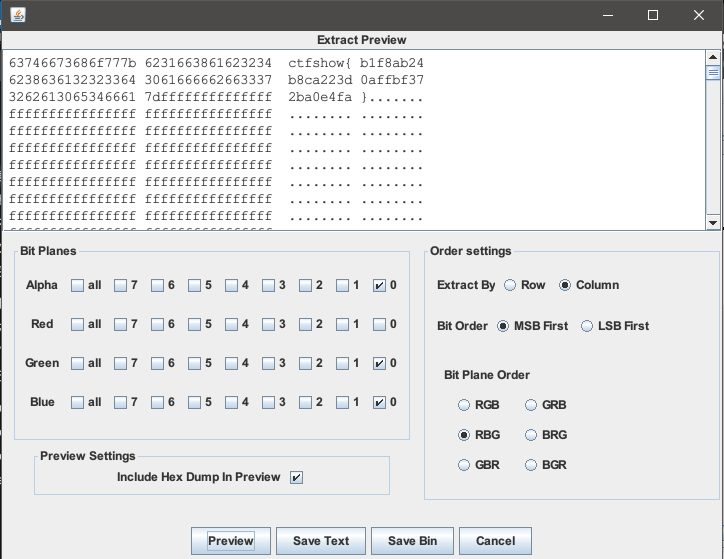 Extract Preview
63746673686f777b 6231663861623234 ctfshow{ b1f8ab24
6238636132323364 3061666662663337 b8ca223d 0affbf37
3262613065346661 7dffffffffffffff 2ba0e4fa }.......
ffffffffffffffff ffffffffffffffff ........ ........
ffffffffffffffff ffffffffffffffff ........ ........
ffffffffffffffff ffffffffffffffff ........ ........
ffffffffffffffff ffffffffffffffff ........ ........
ffffffffffffffff ffffffffffffffff ........ ........
ffffffffffffffff ffffffffffffffff ........ ........
ffffffffffffffff ffffffffffffffff ........ ........
Bit Planes
Alpha all 7 6 5 4 3 2 1 0
Red all 7 6 5 4 3 2 1 0
Green all 7 6 5 4 3 2 1 0
Blue all 7 6 5 4 3 2 1 0
Preview Settings
Include Hex Dump In Preview
Order settings
Extract By Row Column
Bit Order MSB First LSB First
Bit Plane Order
RGB GRB
RBG BRG
GBR BGR
Preview Save Text Save Bin Cancel